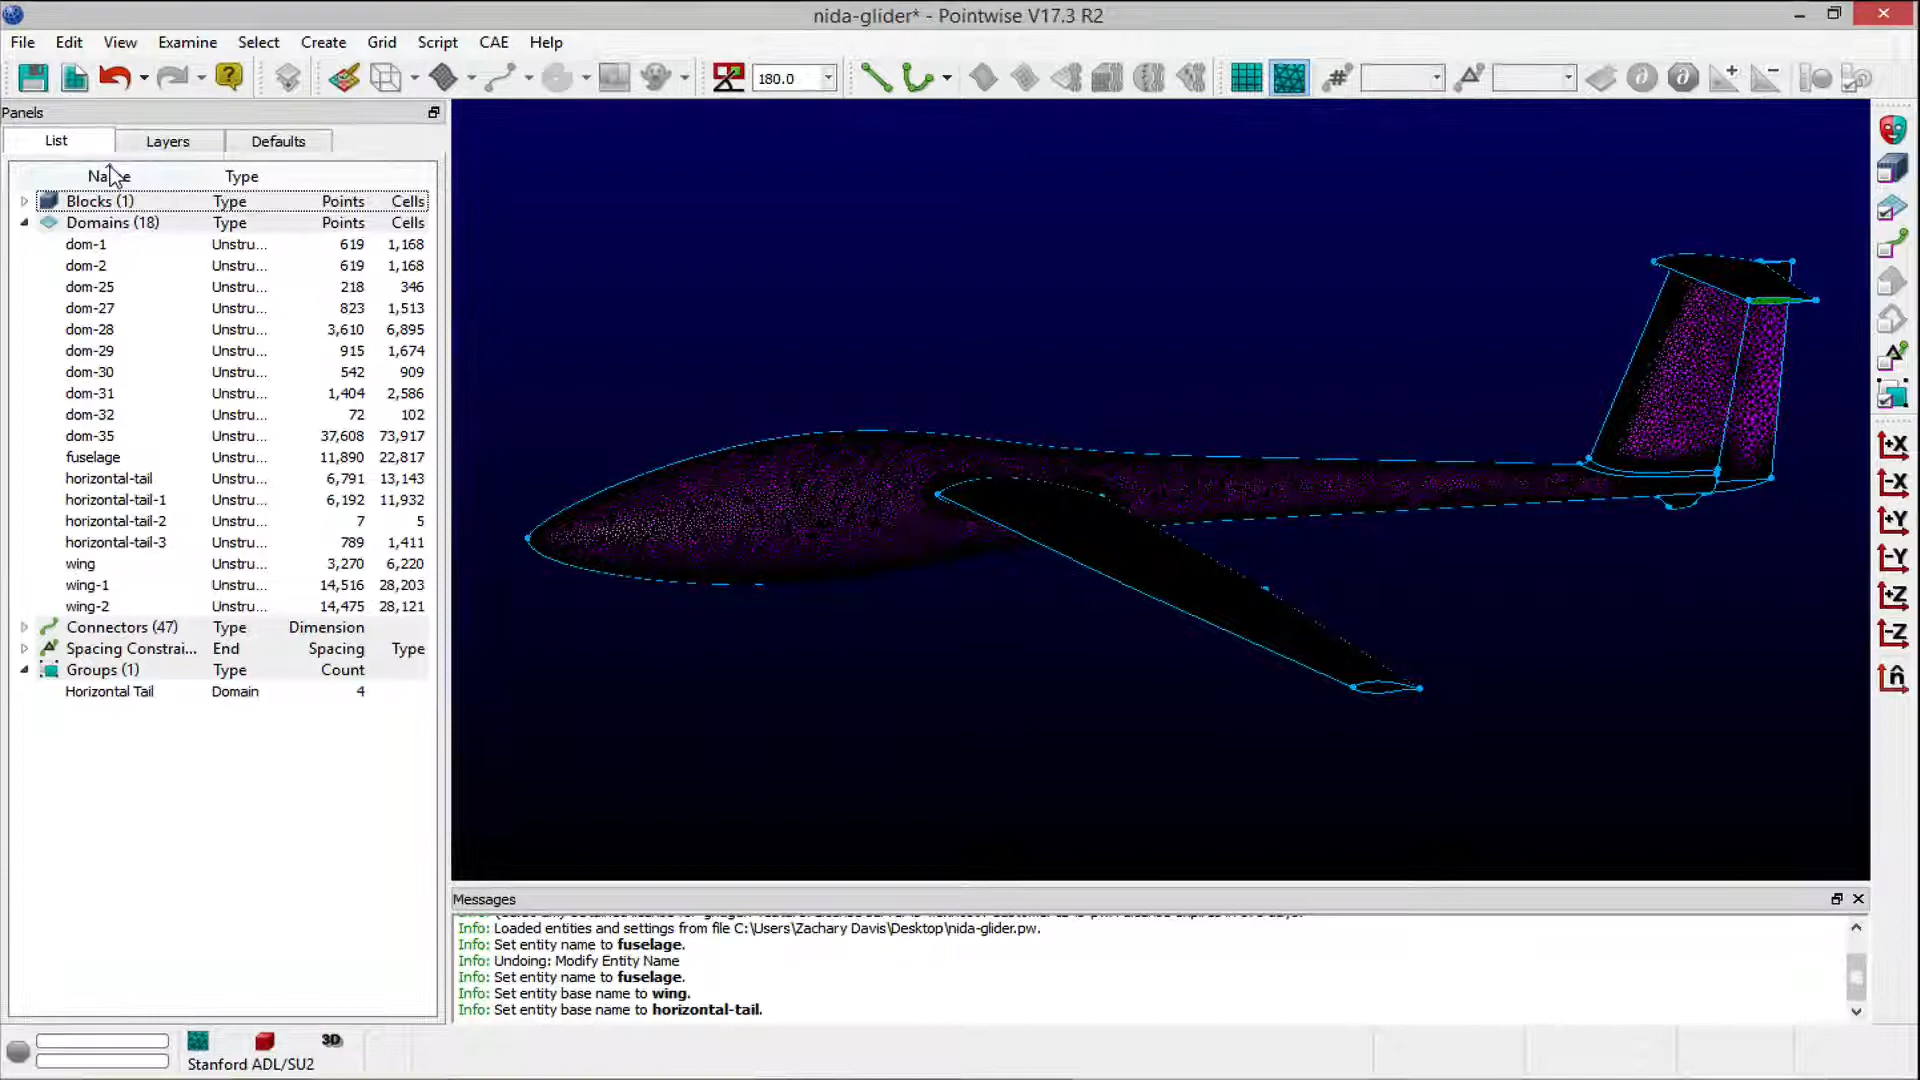 nida-glider* - Pointwise V17.3 R2
File Edit View Examine Select Create Grid Script CAE Help
180.0
Panels
List Layers Defaults
Name Type
Blocks (1) Type Points Cells
Domains (18) Type Points Cells
dom-1 Unstru... 619 1,168
dom-2 Unstru... 619 1,168
dom-25 Unstru... 218 346
dom-27 Unstru... 823 1,513
dom-28 Unstru... 3,610 6,895
dom-29 Unstru... 915 1,674
dom-30 Unstru... 542 909
dom-31 Unstru... 1,404 2,586
dom-32 Unstru... 72 102
dom-35 Unstru... 37,608 73,917
fuselage Unstru... 11,890 22,817
horizontal-tail Unstru... 6,791 13,143
horizontal-tail-1 Unstru... 6,192 11,932
horizontal-tail-2 Unstru... 7 5
horizontal-tail-3 Unstru... 789 1,411
wing Unstru... 3,270 6,220
wing-1 Unstru... 14,516 28,203
wing-2 Unstru... 14,475 28,121
Connectors (47) Type Dimension
Spacing Constrai... End Spacing Type
Groups (1) Type Count
Horizontal Tail Domain 4
+X
-X
+Y
-Y
+Z
-Z
n̂
Messages
Info: Loaded entities and settings from file C:\Users\Zachary Davis\Desktop\nida-glider.pw.
Info: Set entity name to fuselage.
Info: Undoing: Modify Entity Name
Info: Set entity name to fuselage.
Info: Set entity base name to wing.
Info: Set entity base name to horizontal-tail.
3D
Stanford ADL/SU2